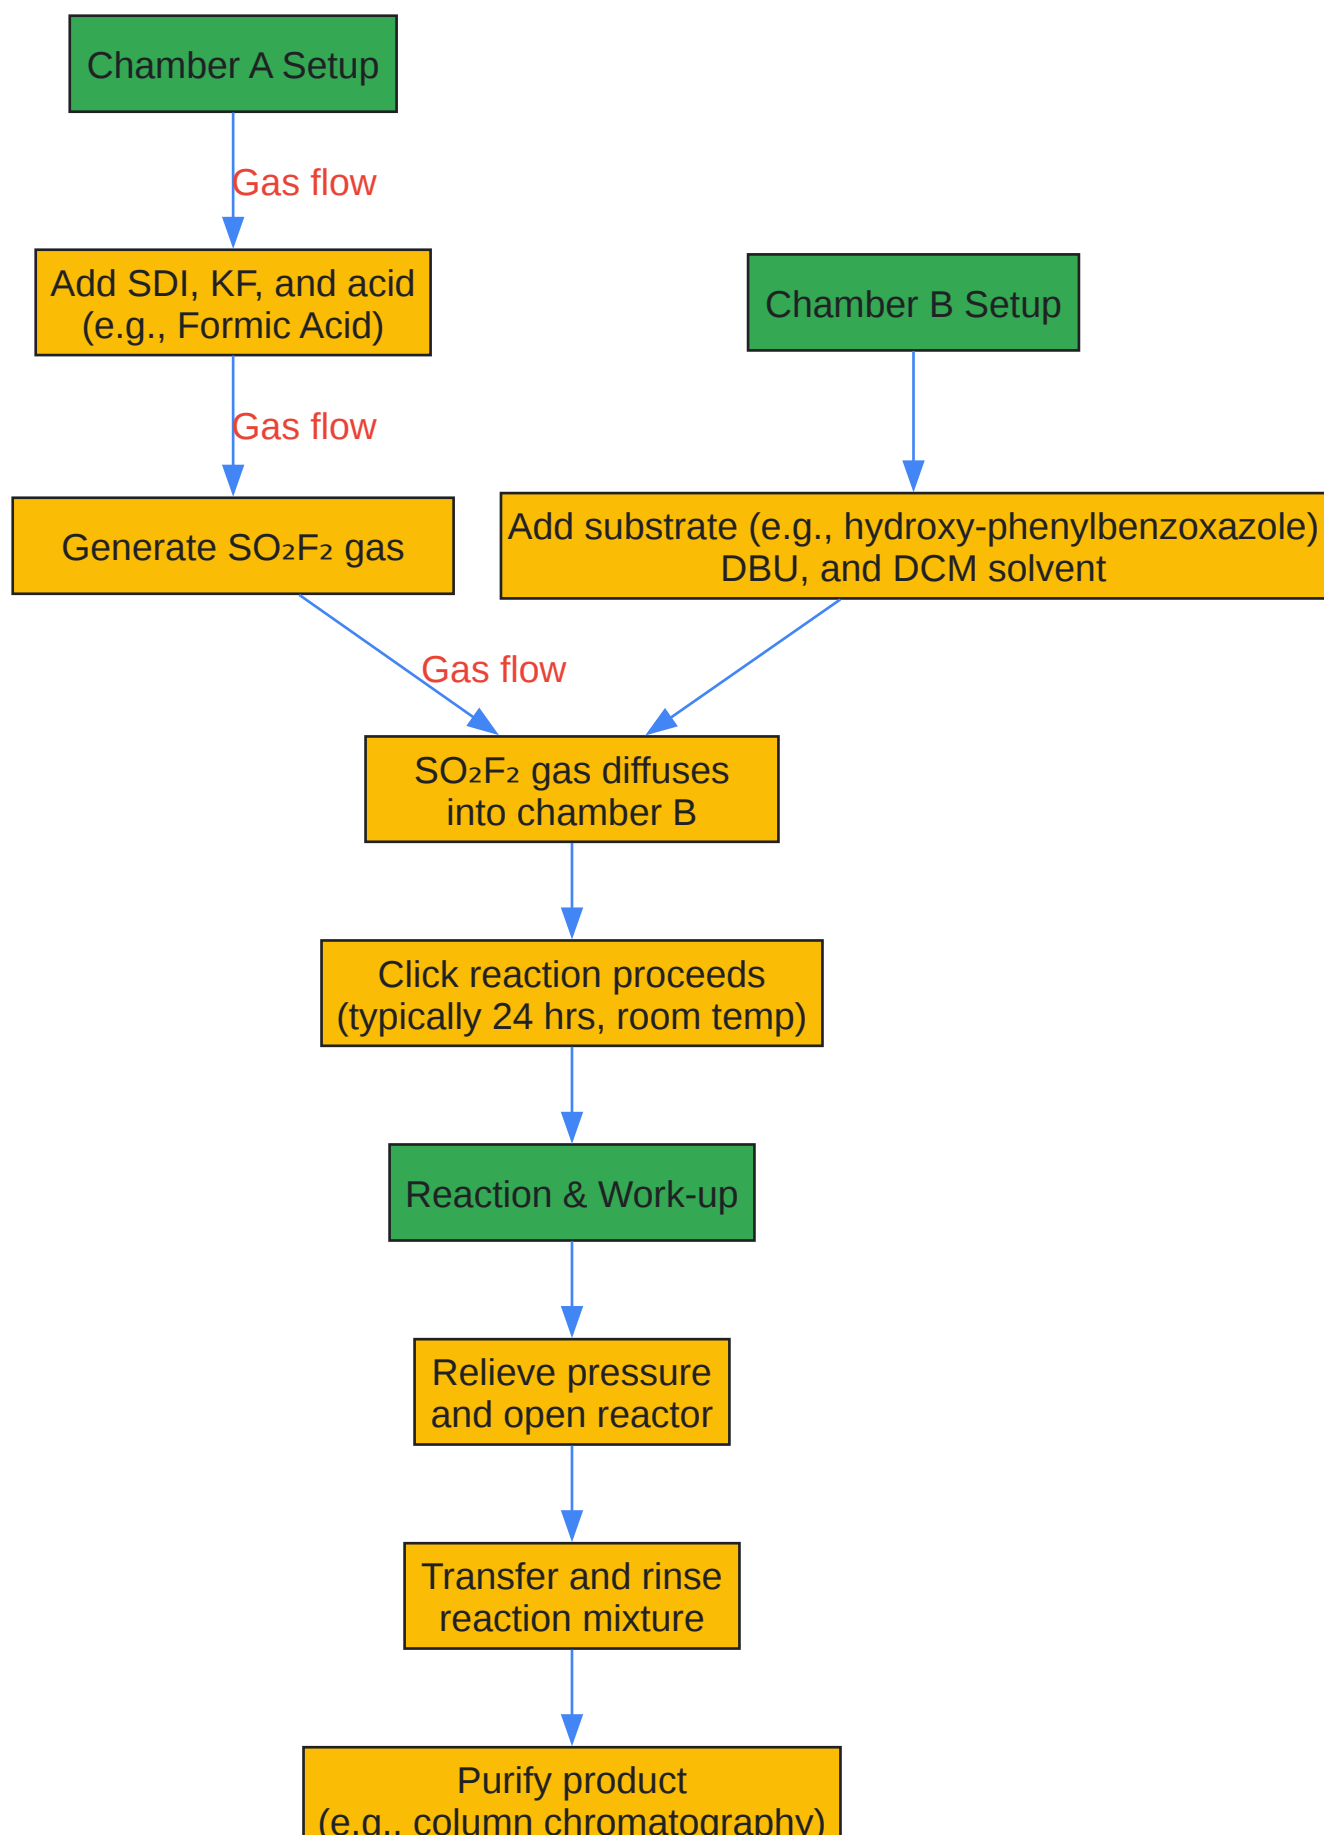 Chamber A Setup
Gas flow
Add SDI, KF, and acid
(e.g., Formic Acid)
Chamber B Setup
Gas flow
Generate SO₂F₂ gas
Add substrate (e.g., hydroxy-phenylbenzoxazole)
DBU, and DCM solvent
Gas flow
SO₂F₂ gas diffuses
into chamber B
Click reaction proceeds
(typically 24 hrs, room temp)
Reaction & Work-up
Relieve pressure
and open reactor
Transfer and rinse
reaction mixture
Purify product
(e.g., column chromatography)